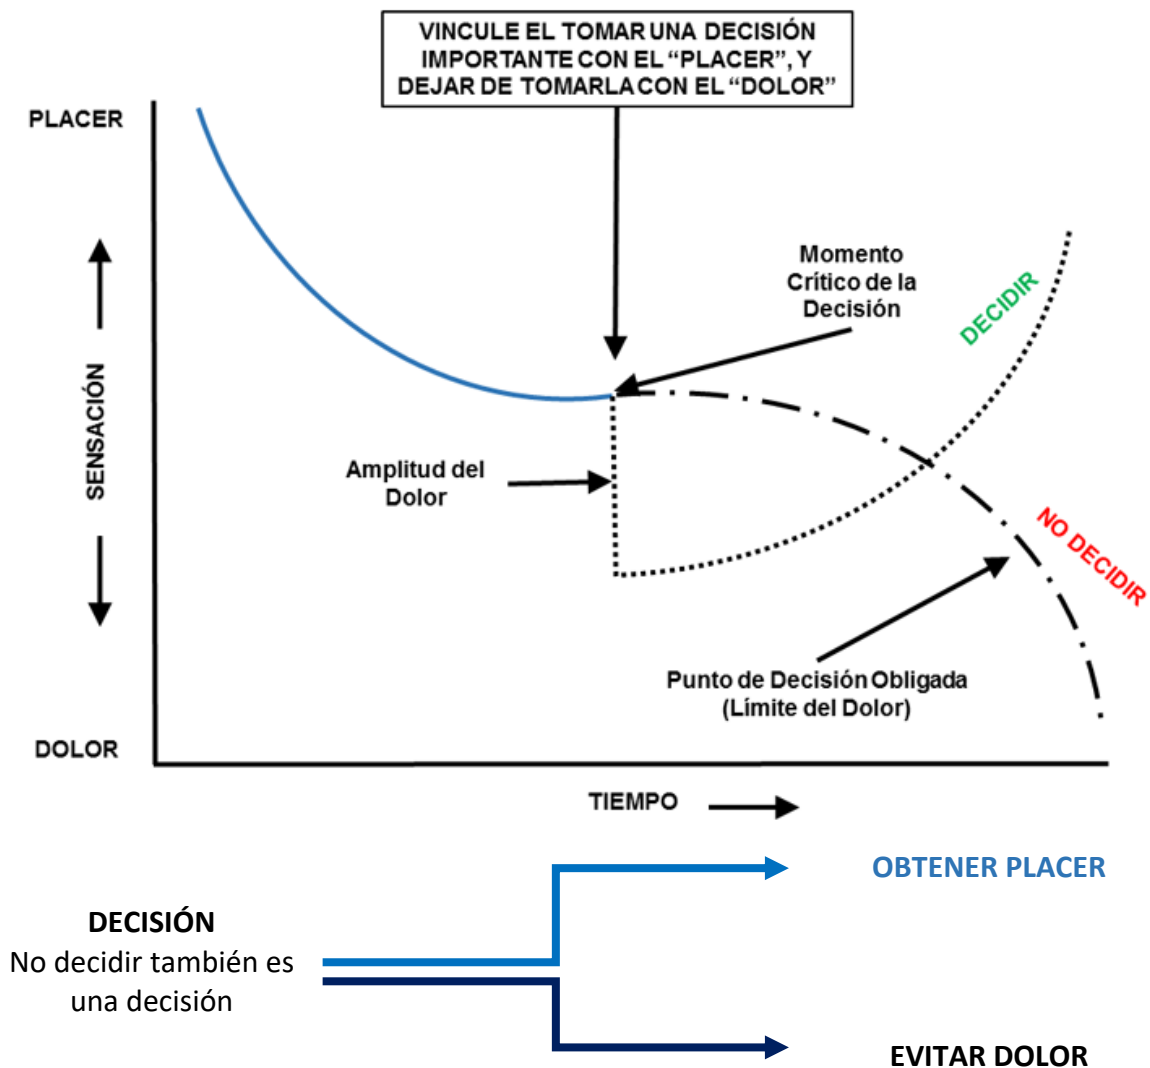 VINCULE EL TOMAR UNA DECISIÓN
IMPORTANTE CON EL “PLACER”, Y
DEJAR DE TOMARLA CON EL “DOLOR”
PLACER
Momento
Crítico de la
Decisión
DECIDIR
SENSACIÓN
Amplitud del
Dolor
NO DECIDIR
Punto de Decisión Obligada
(Límite del Dolor)
DOLOR
TIEMPO
OBTENER PLACER
DECISIÓN
No decidir también es
una decisión
EVITAR DOLOR